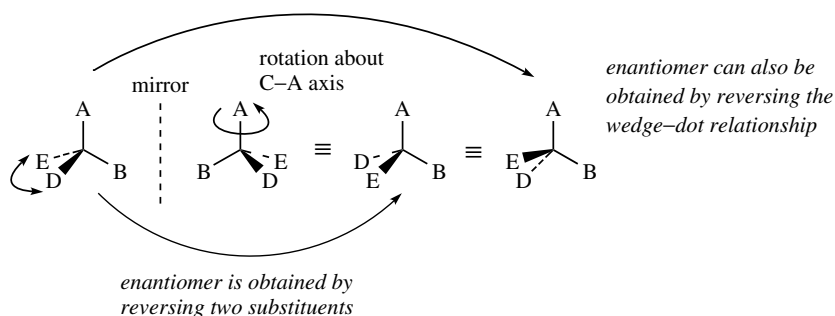 rotation about
C–A axis
mirror
enantiomer can also be
obtained by reversing the
wedge–dot relationship
A
E
D
B
A
B
E
D
≡
A
D
E
B
≡
A
E
D
B
enantiomer is obtained by
reversing two substituents